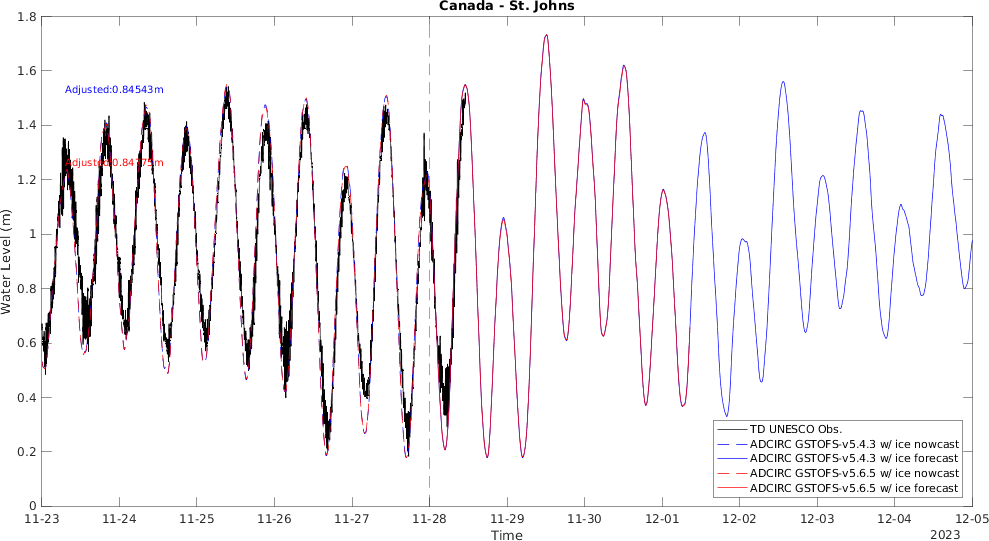 Canada - St. Johns
1.8
1.6
1.4
1.2
1
0.8
0.6
0.4
0.2
0
Water Level (m)
Adjusted:0.84543m
Adjusted:0.84775m
TD UNESCO Obs.
ADCIRC GSTOFS-v5.4.3 w/ ice nowcast
ADCIRC GSTOFS-v5.4.3 w/ ice forecast
ADCIRC GSTOFS-v5.6.5 w/ ice nowcast
ADCIRC GSTOFS-v5.6.5 w/ ice forecast
11-23 11-24 11-25 11-26 11-27 11-28 11-29 11-30 12-01 12-02 12-03 12-04 12-05
Time
2023